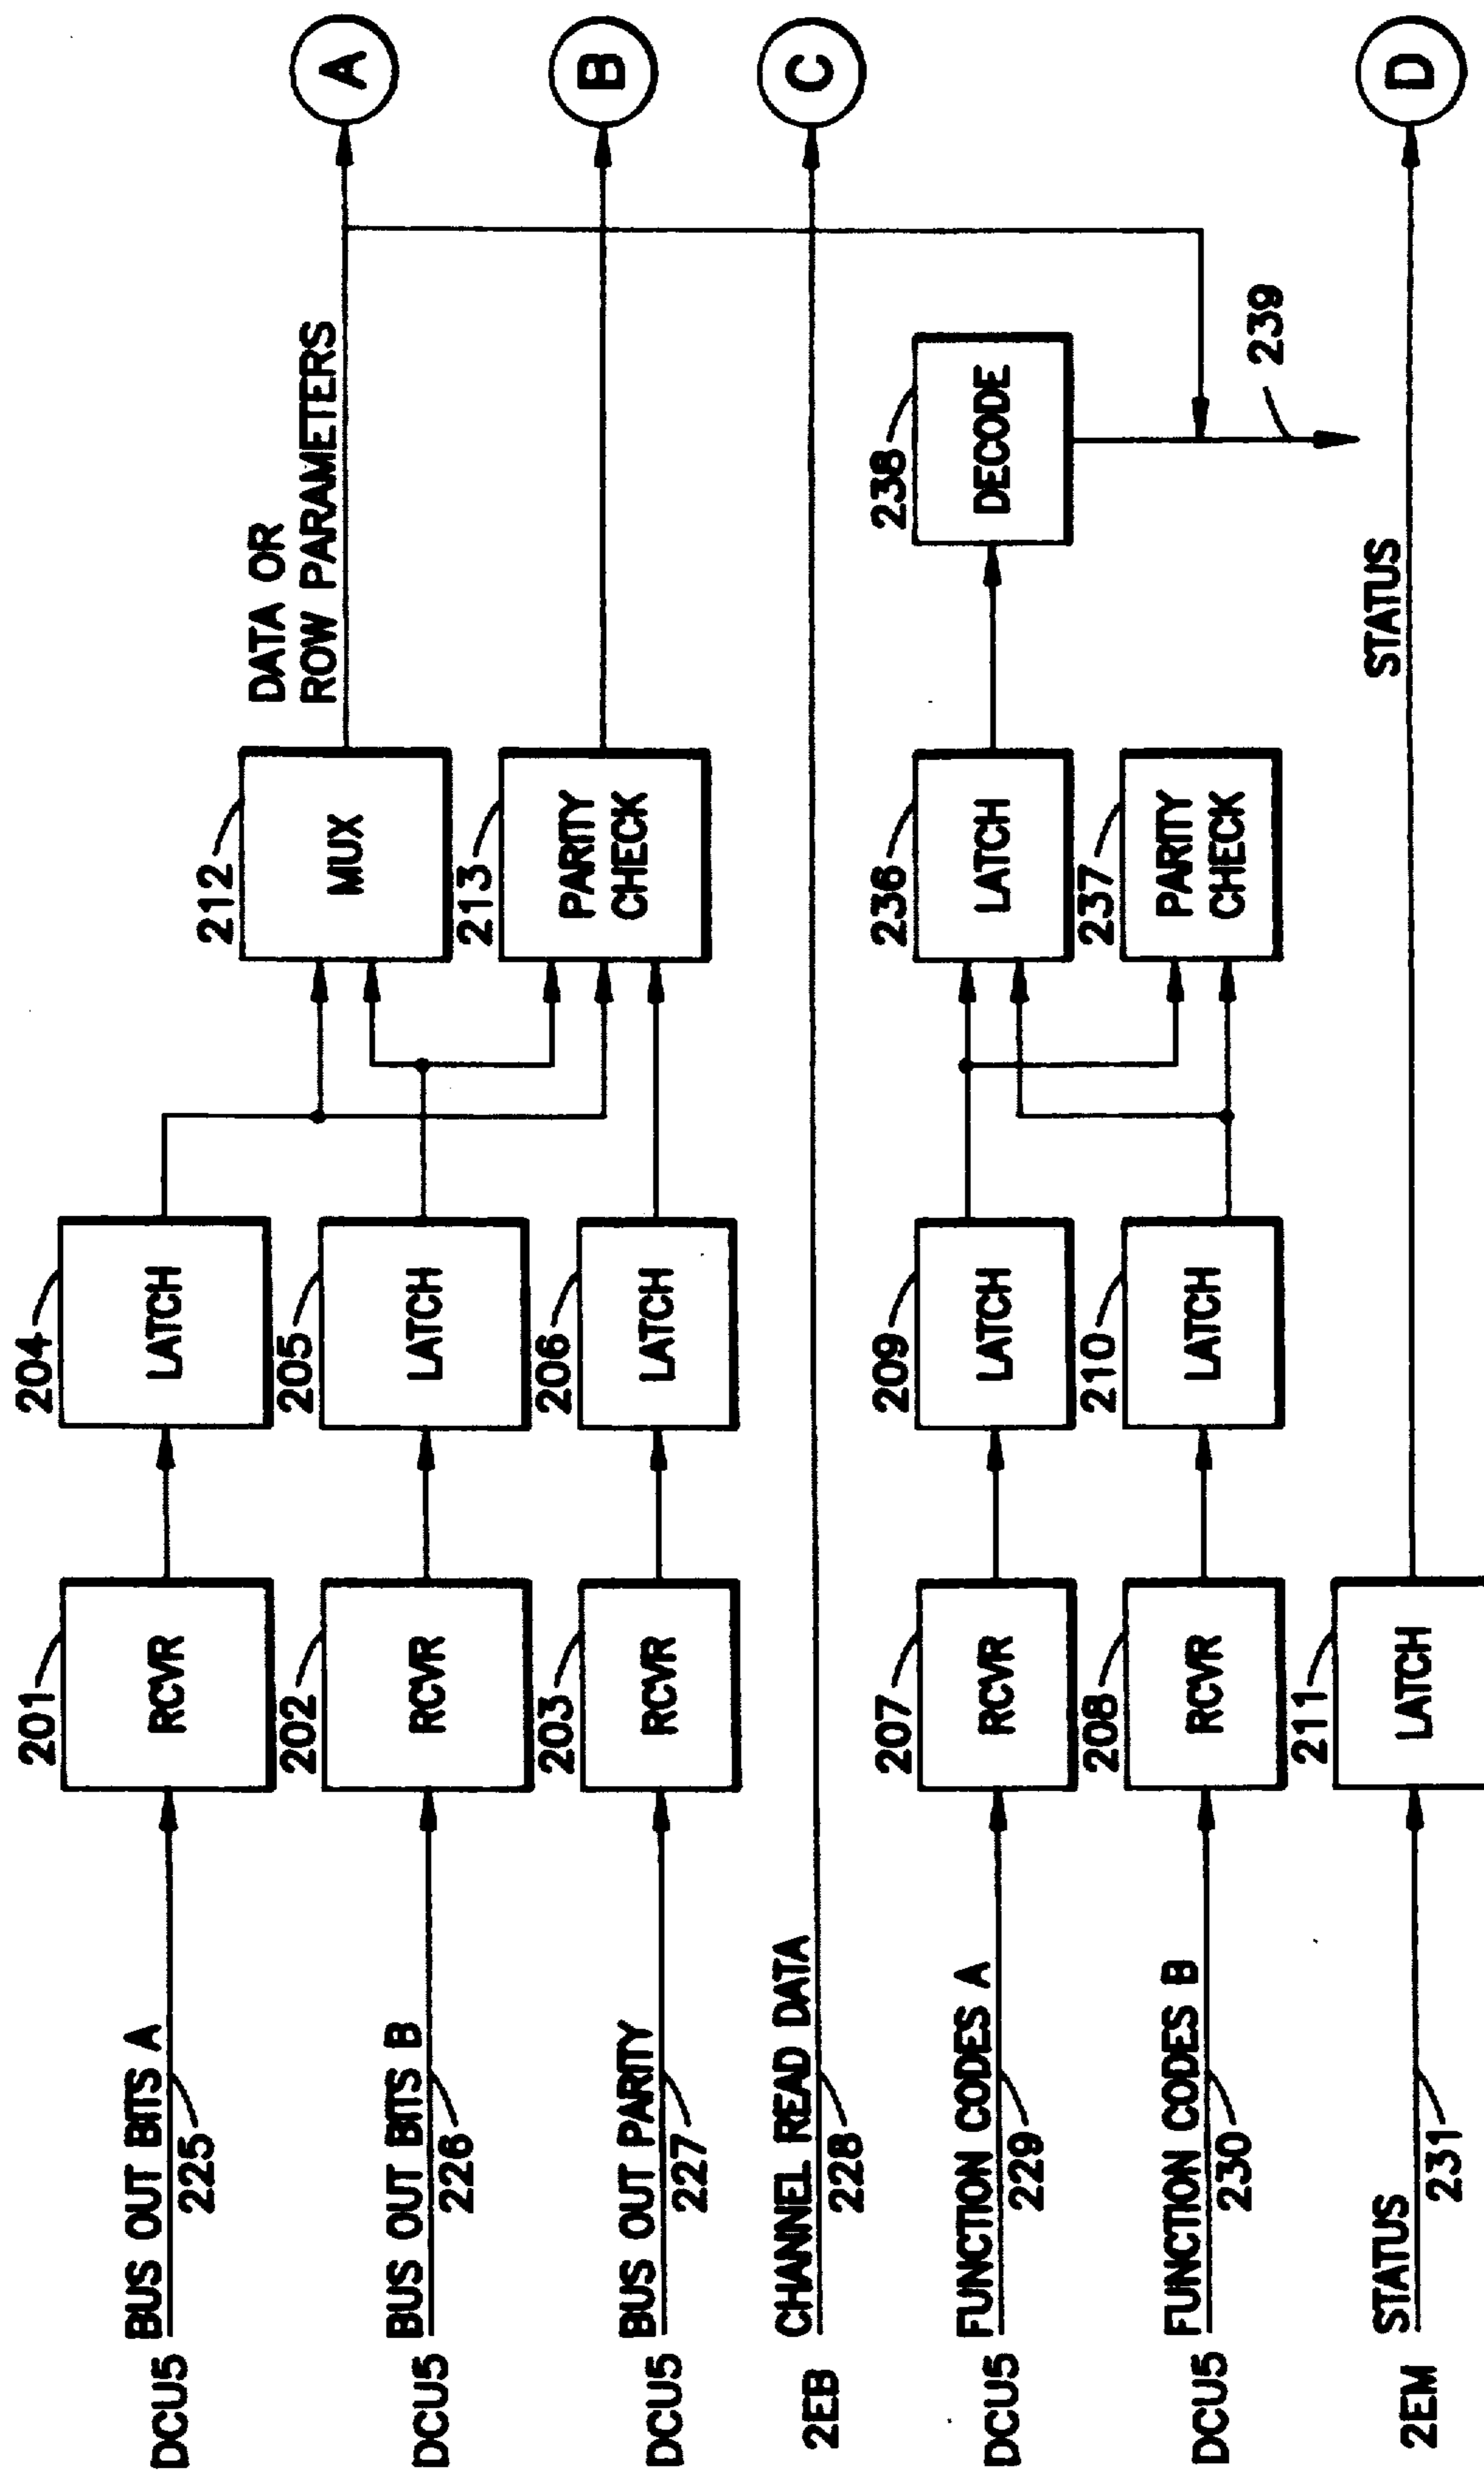 DCU5
BUS OUT BITS A
225
201
RCVR
204
LATCH
212
MUX
DATA OR
ROW PARAMETERS
A
DCU5
BUS OUT BITS B
226
202
RCVR
205
LATCH
213
PARITY
CHECK
B
DCU5
BUS OUT PARITY
227
203
RCVR
206
LATCH
2EB
CHANNEL READ DATA
228
C
DCU5
FUNCTION CODES A
229
207
RCVR
209
LATCH
236
LATCH
238
DECODE
239
DCU5
FUNCTION CODES B
230
208
RCVR
210
LATCH
237
PARITY
CHECK
2EM
STATUS
231
211
LATCH
STATUS
D